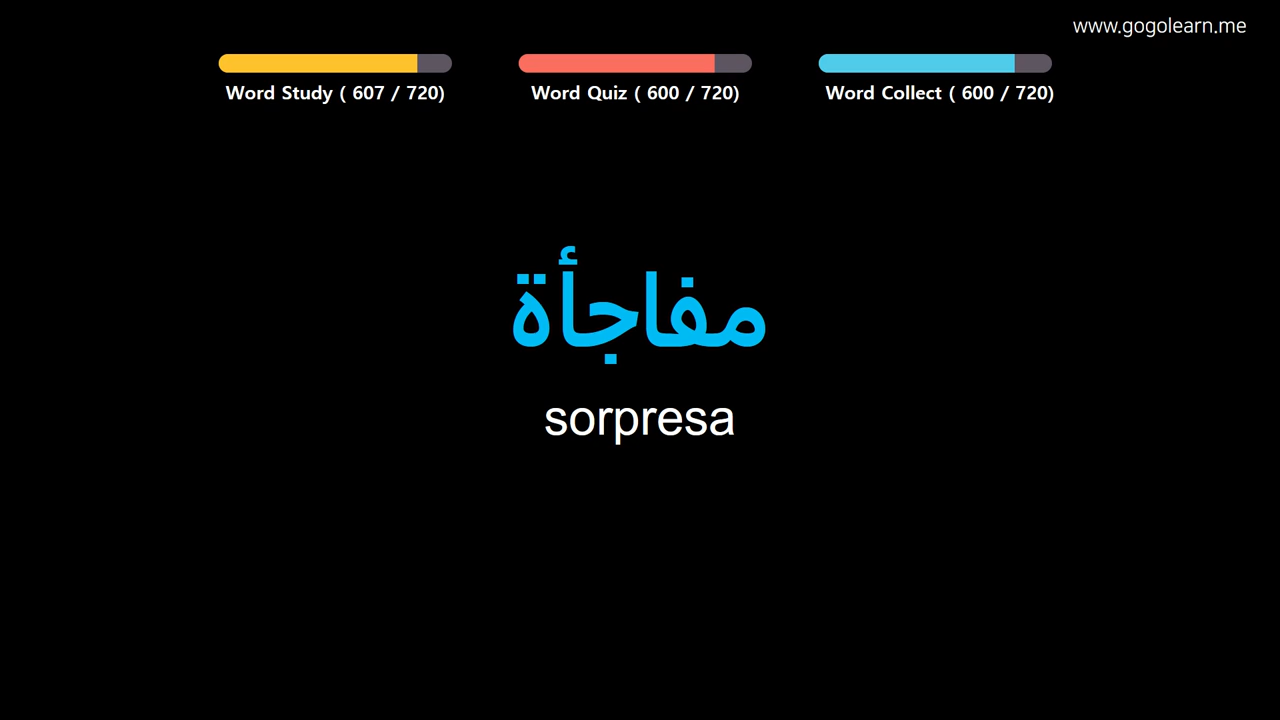 www.gogolearn.me
Word Study ( 607 / 720)
Word Quiz ( 600 / 720)
Word Collect ( 600 / 720)
مفاجأة
sorpresa